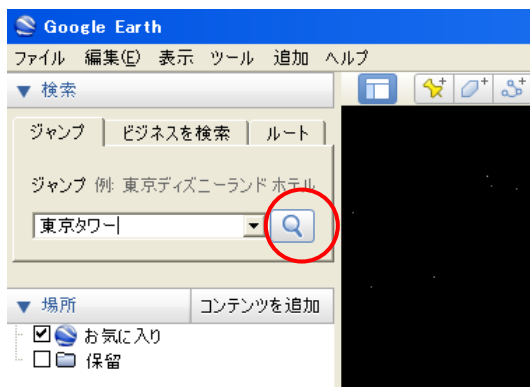 Google Earth
ファイル 編集(E) 表示 ツール 追加 ヘルプ
▼ 検索
ジャンプ ビジネスを検索 ルート
ジャンプ 例: 東京ディズニーランド ホテル
東京タワー
▼ 場所 コンテンツを追加
お気に入り
保留